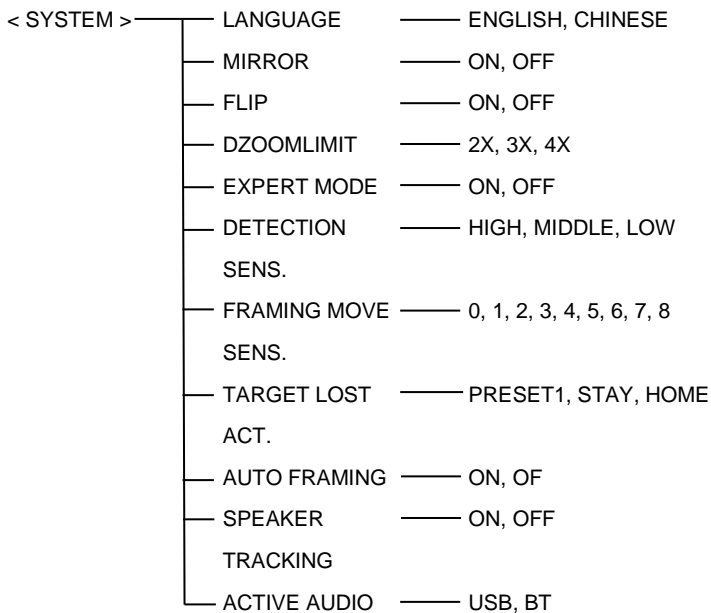 < SYSTEM > LANGUAGE ENGLISH, CHINESE
MIRROR ON, OFF
FLIP ON, OFF
DZOOMLIMIT 2X, 3X, 4X
EXPERT MODE ON, OFF
DETECTION HIGH, MIDDLE, LOW
SENS.
FRAMING MOVE 0, 1, 2, 3, 4, 5, 6, 7, 8
SENS.
TARGET LOST PRESET1, STAY, HOME
ACT.
AUTO FRAMING ON, OF
SPEAKER ON, OFF
TRACKING
ACTIVE AUDIO USB, BT